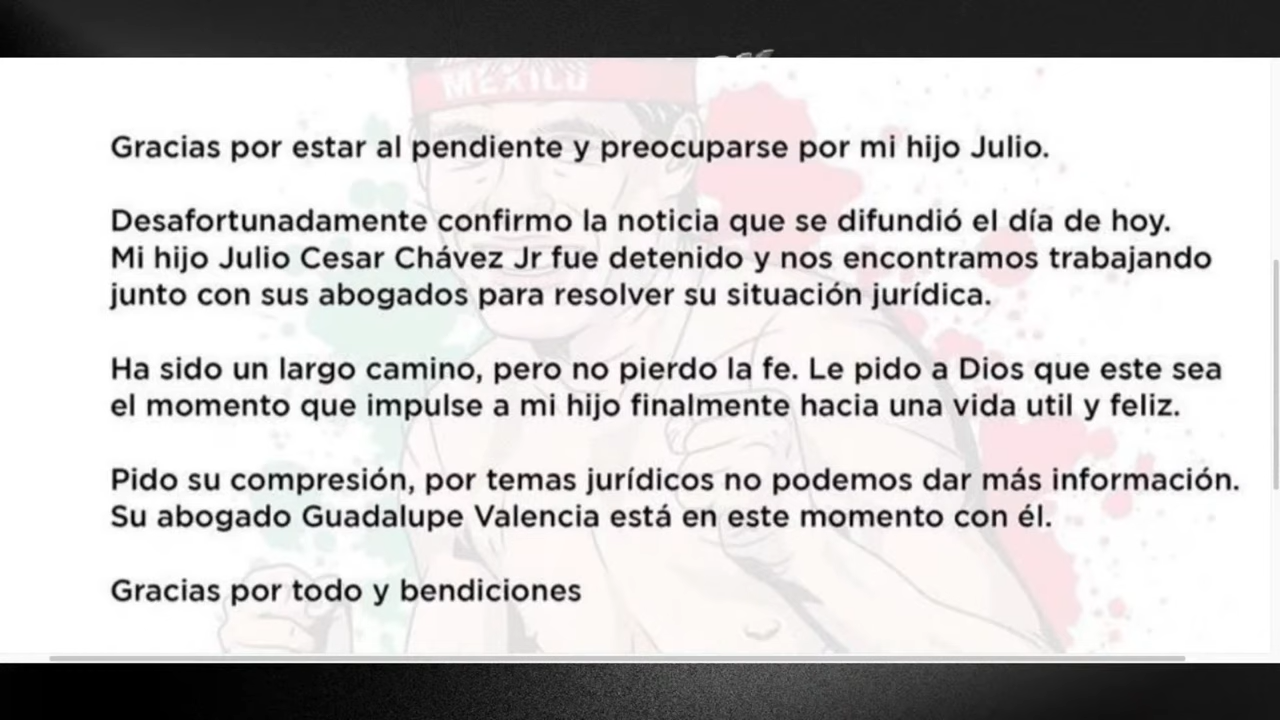 MEXICO
Gracias por estar al pendiente y preocuparse por mi hijo Julio.
Desafortunadamente confirmo la noticia que se difundió el día de hoy.
Mi hijo Julio Cesar Chávez Jr fue detenido y nos encontramos trabajando
junto con sus abogados para resolver su situación jurídica.
Ha sido un largo camino, pero no pierdo la fe. Le pido a Dios que este sea
el momento que impulse a mi hijo finalmente hacia una vida util y feliz.
Pido su compresión, por temas jurídicos no podemos dar más información.
Su abogado Guadalupe Valencia está en este momento con él.
Gracias por todo y bendiciones